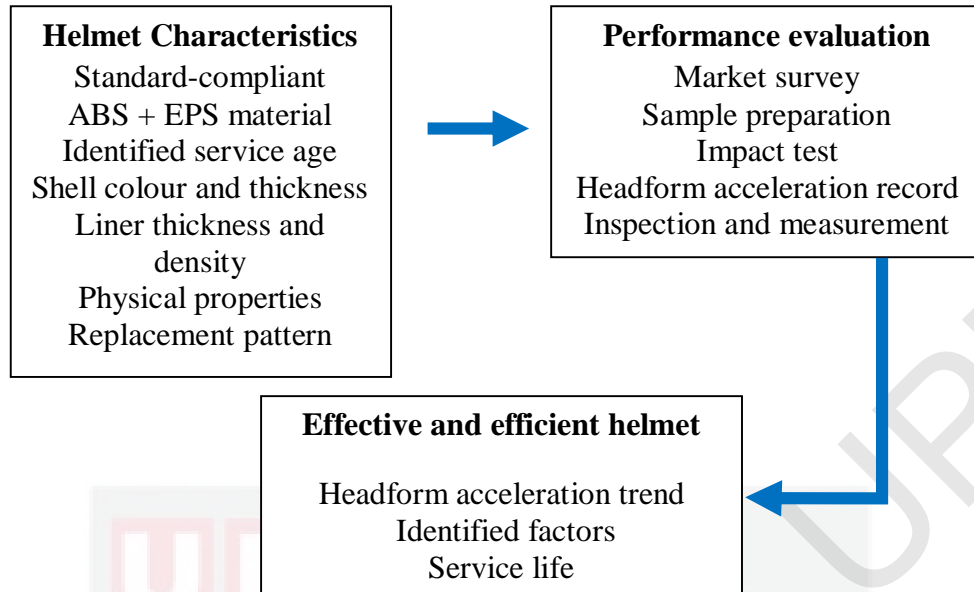 Helmet Characteristics
Standard-compliant
ABS + EPS material
Identified service age
Shell colour and thickness
Liner thickness and
density
Physical properties
Replacement pattern
Performance evaluation
Market survey
Sample preparation
Impact test
Headform acceleration record
Inspection and measurement
Effective and efficient helmet
Headform acceleration trend
Identified factors
Service life